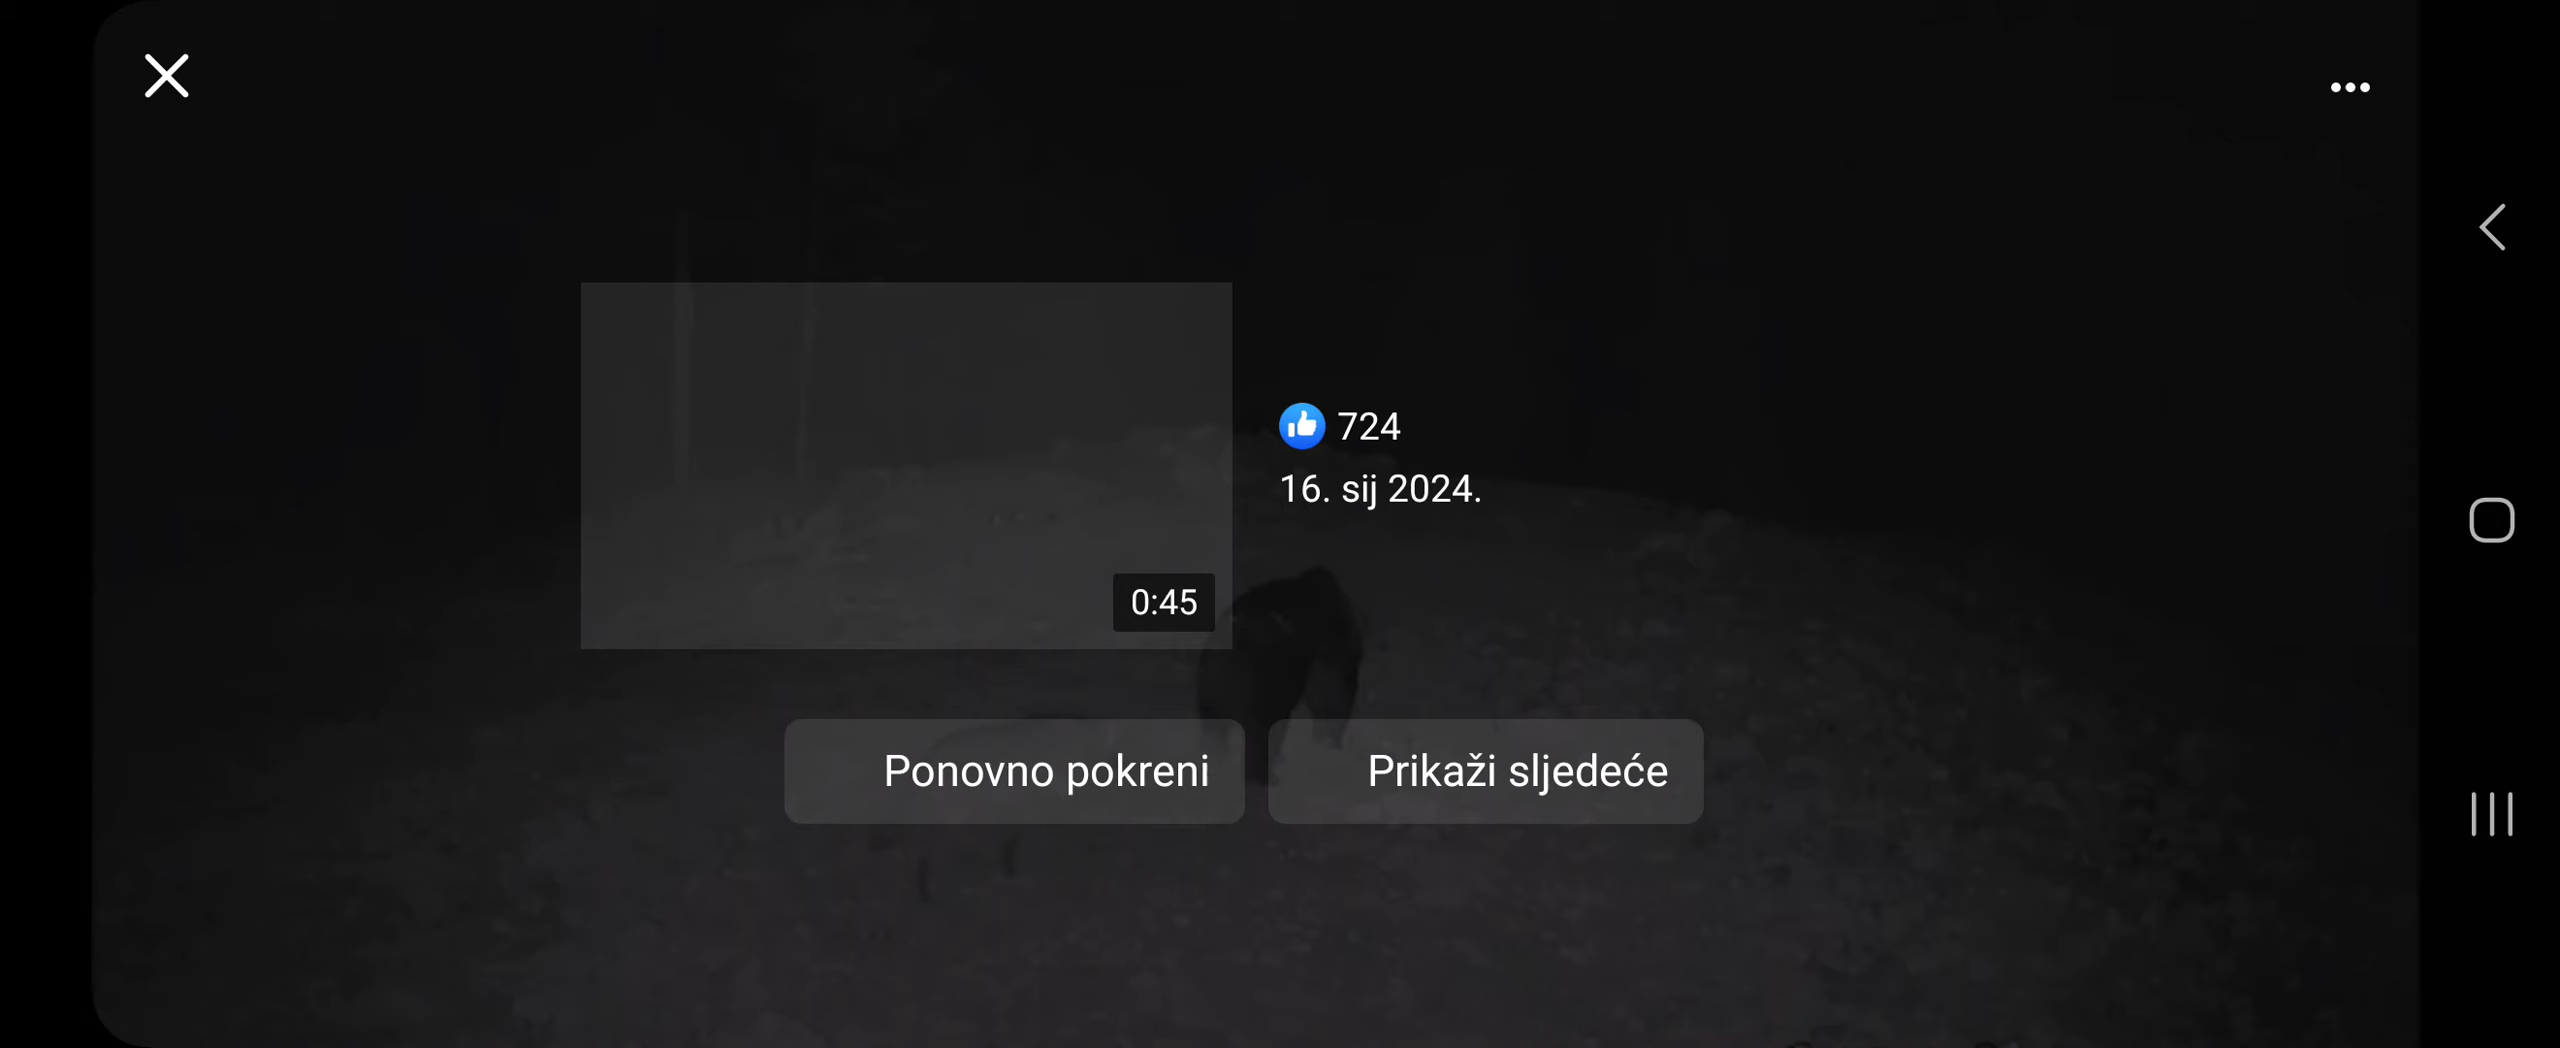 724
16. sij 2024.
0:45
Ponovno pokreni
Prikaži sljedeće